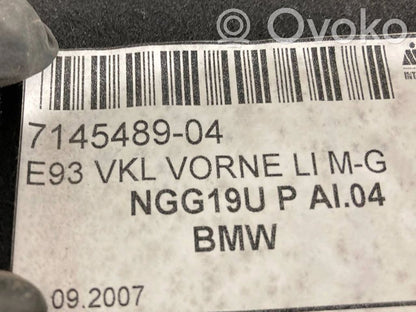 Ovoko
7145489-04
E93 VKL VORNE LI M-G
NGG19U P AI.04
BMW
09.2007